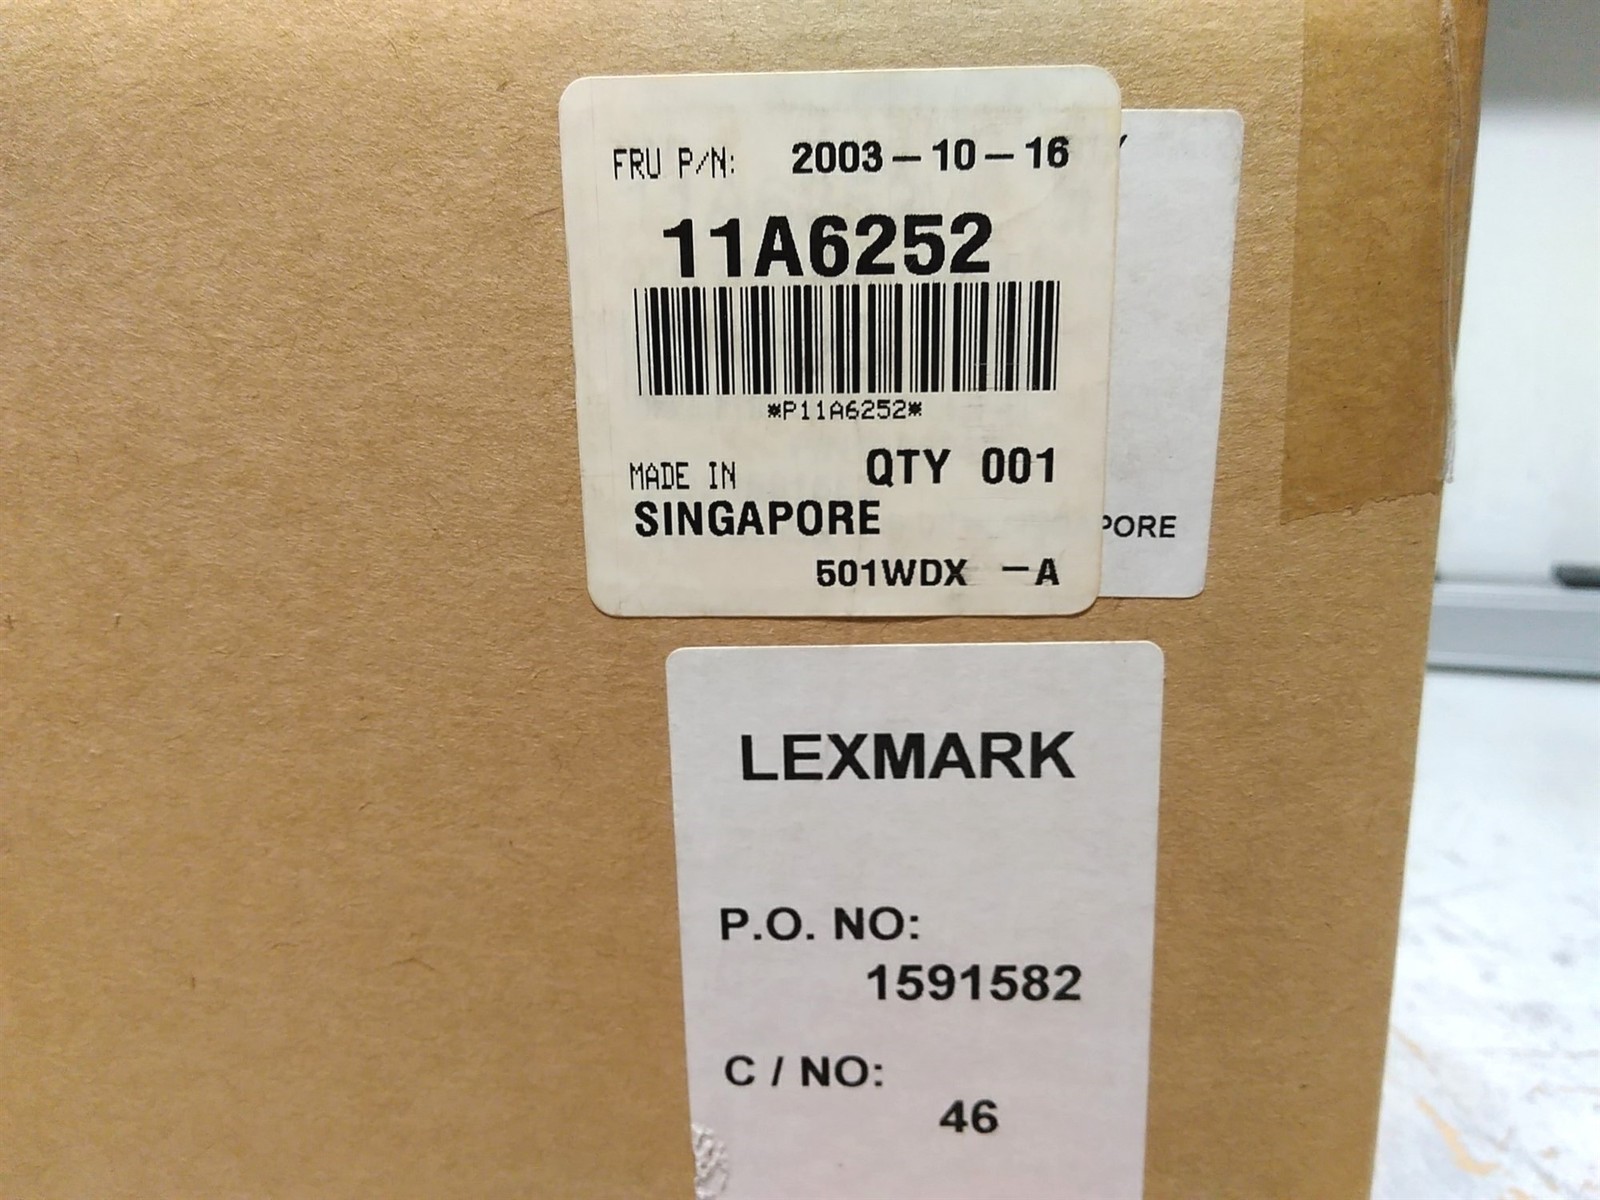 FRU P/N: 2003-10-16
11A6252
*P11A6252*
MADE IN QTY 001
SINGAPORE
PORE
501WDX -A
LEXMARK
P.O. NO:
1591582
C / NO:
46